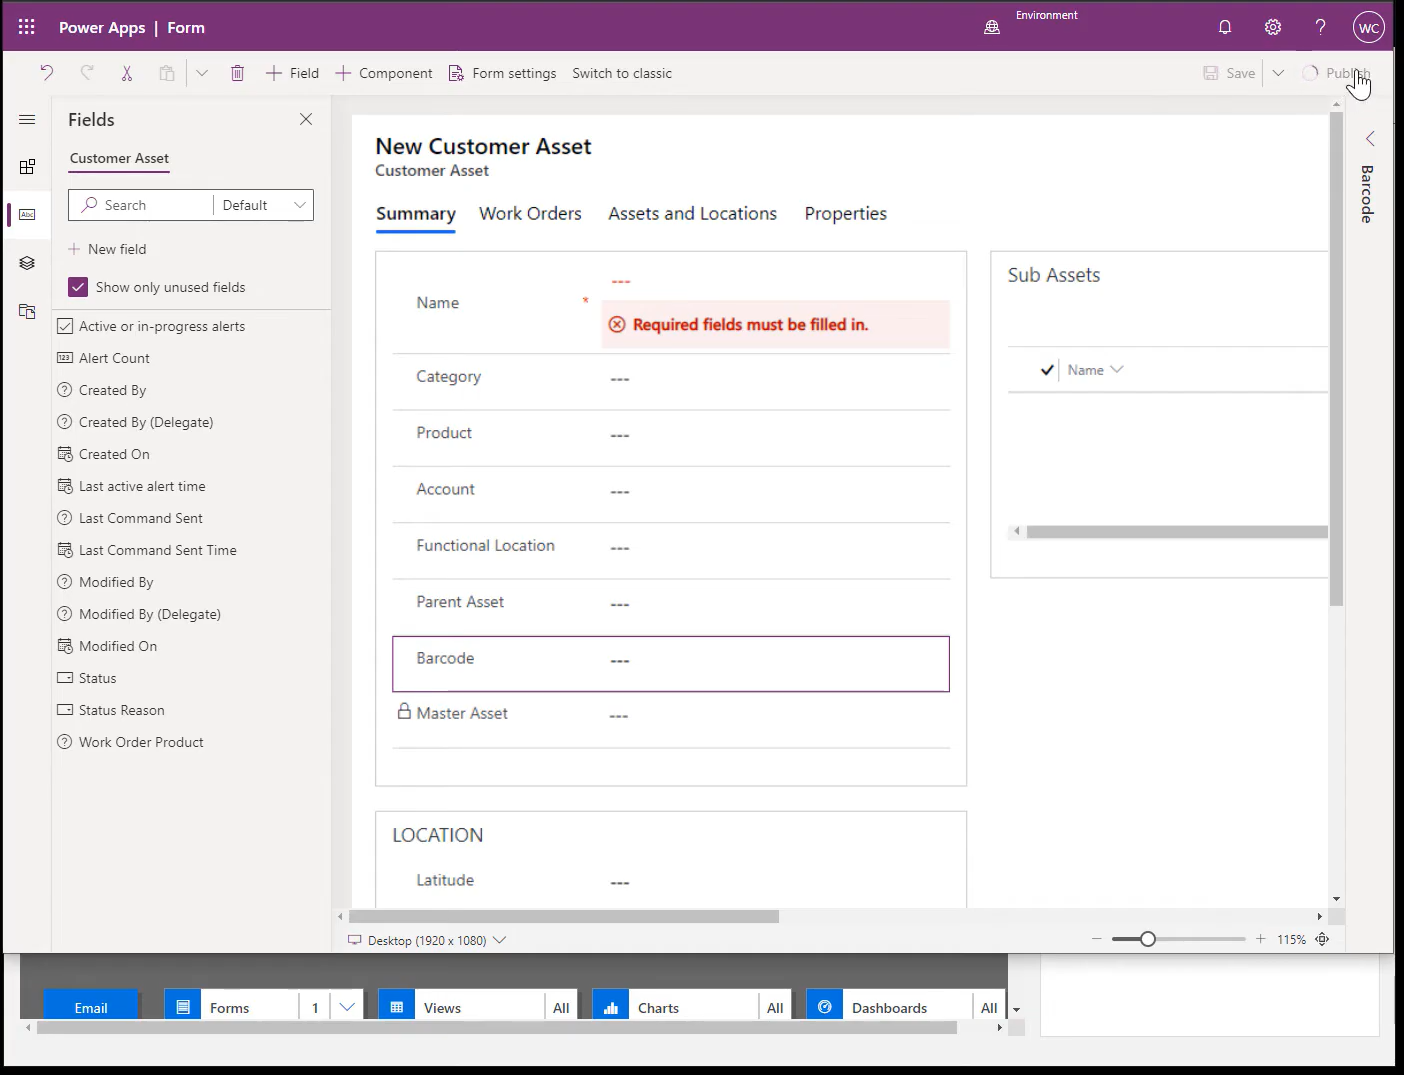 Power Apps | Form
Environment
WC
Field
Component
Form settings
Switch to classic
Save
Publish
Fields
Customer Asset
Search
Default
New field
Show only unused fields
Abc
Active or in-progress alerts
123 Alert Count
Created By
Created By (Delegate)
Created On
Last active alert time
Last Command Sent
Last Command Sent Time
Modified By
Modified By (Delegate)
Modified On
Status
Status Reason
Work Order Product
New Customer Asset
Customer Asset
Summary
Work Orders
Assets and Locations
Properties
Name * ---
Required fields must be filled in.
Category ---
Product ---
Account ---
Functional Location ---
Parent Asset ---
Barcode ---
Master Asset ---
LOCATION
Latitude ---
Sub Assets
Name
Barcode
Desktop (1920 x 1080)
115%
Email
Forms 1
Views All
Charts All
Dashboards All